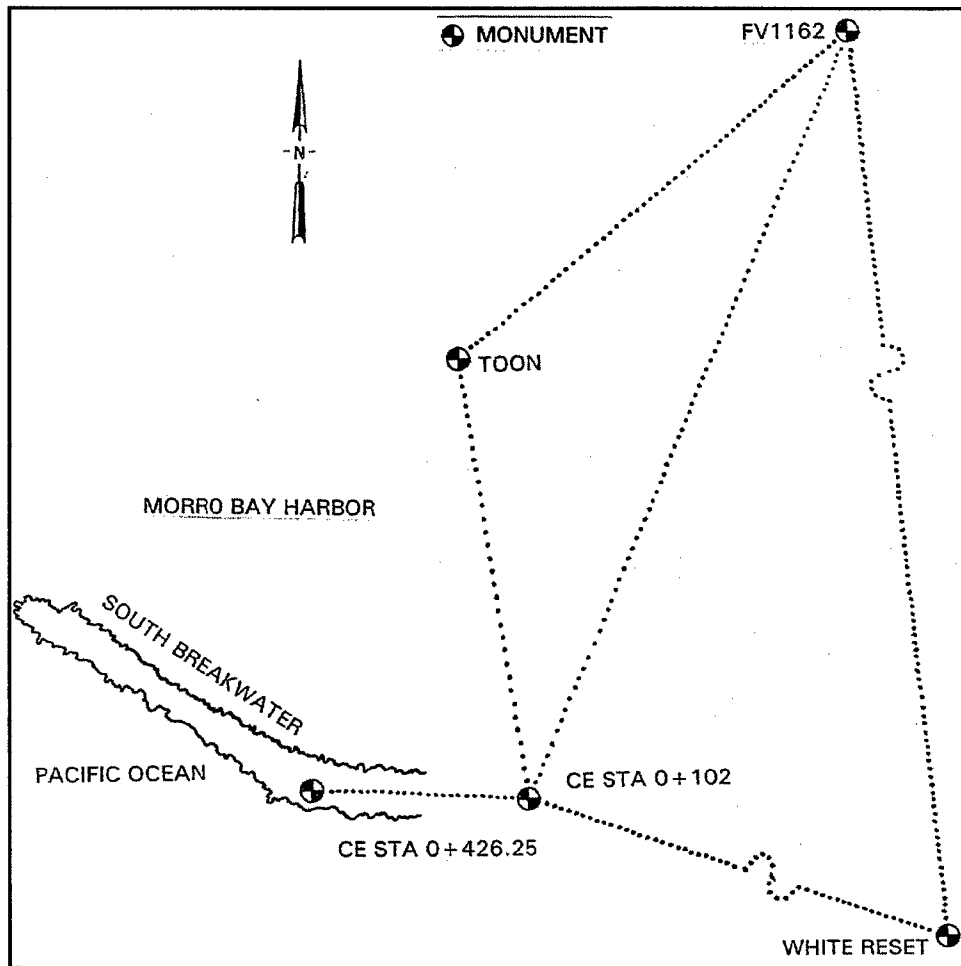 MONUMENT
FV1162
N
TOON
MORRO BAY HARBOR
SOUTH BREAKWATER
PACIFIC OCEAN
CE STA 0+102
CE STA 0+426.25
WHITE RESET